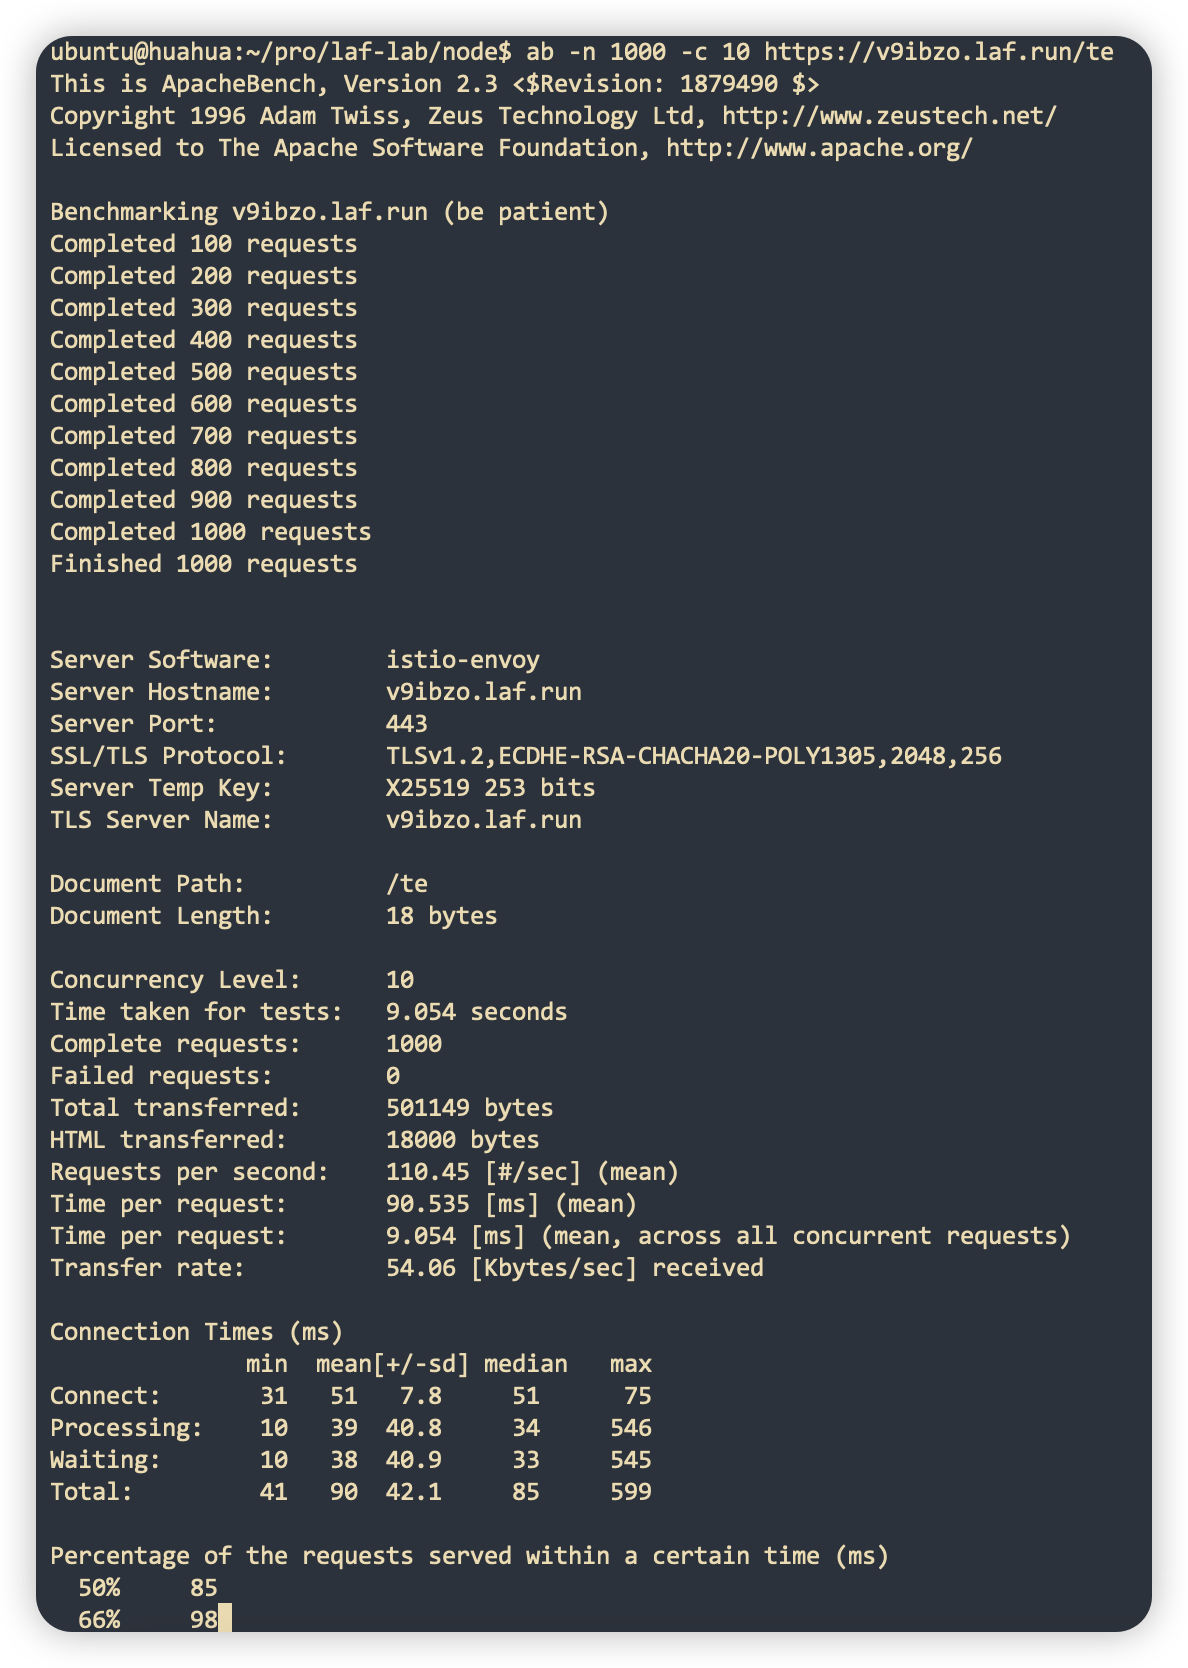 ubuntu@huahua:~/pro/laf-lab/node$ ab -n 1000 -c 10 https://v9ibzo.laf.run/te
This is ApacheBench, Version 2.3 <$Revision: 1879490 $>
Copyright 1996 Adam Twiss, Zeus Technology Ltd, http://www.zeustech.net/
Licensed to The Apache Software Foundation, http://www.apache.org/

Benchmarking v9ibzo.laf.run (be patient)
Completed 100 requests
Completed 200 requests
Completed 300 requests
Completed 400 requests
Completed 500 requests
Completed 600 requests
Completed 700 requests
Completed 800 requests
Completed 900 requests
Completed 1000 requests
Finished 1000 requests


Server Software:        istio-envoy
Server Hostname:        v9ibzo.laf.run
Server Port:            443
SSL/TLS Protocol:       TLSv1.2,ECDHE-RSA-CHACHA20-POLY1305,2048,256
Server Temp Key:        X25519 253 bits
TLS Server Name:        v9ibzo.laf.run

Document Path:          /te
Document Length:        18 bytes

Concurrency Level:      10
Time taken for tests:   9.054 seconds
Complete requests:      1000
Failed requests:        0
Total transferred:      501149 bytes
HTML transferred:       18000 bytes
Requests per second:    110.45 [#/sec] (mean)
Time per request:       90.535 [ms] (mean)
Time per request:       9.054 [ms] (mean, across all concurrent requests)
Transfer rate:          54.06 [Kbytes/sec] received

Connection Times (ms)
              min  mean[+/-sd] median   max
Connect:       31   51   7.8     51      75
Processing:    10   39  40.8     34     546
Waiting:       10   38  40.9     33     545
Total:         41   90  42.1     85     599

Percentage of the requests served within a certain time (ms)
  50%     85
  66%     98